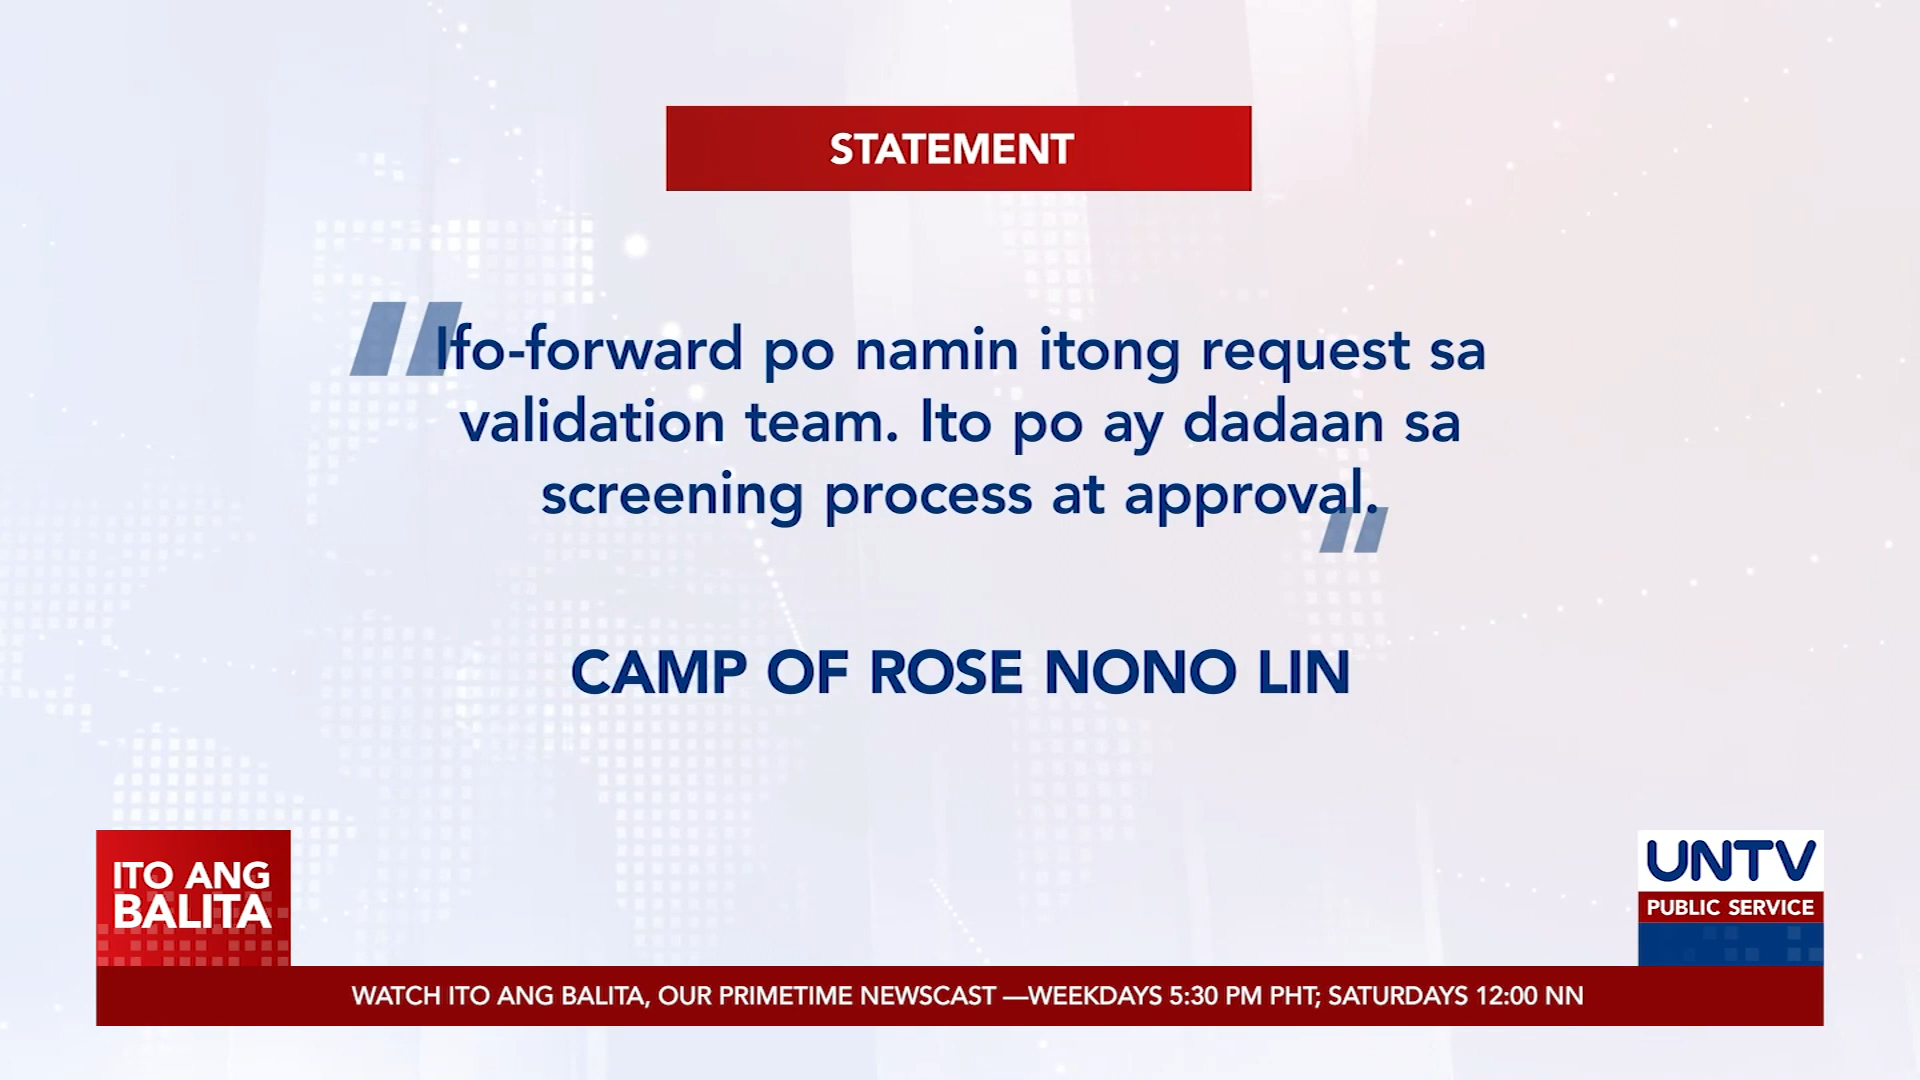 STATEMENT
Ifo-forward po namin itong request sa
validation team. Ito po ay dadaan sa
screening process at approval.
CAMP OF ROSE NONO LIN
ITO ANG
BALITA
UNTV
PUBLIC SERVICE
WATCH ITO ANG BALITA, OUR PRIMETIME NEWSCAST —WEEKDAYS 5:30 PM PHT; SATURDAYS 12:00 NN